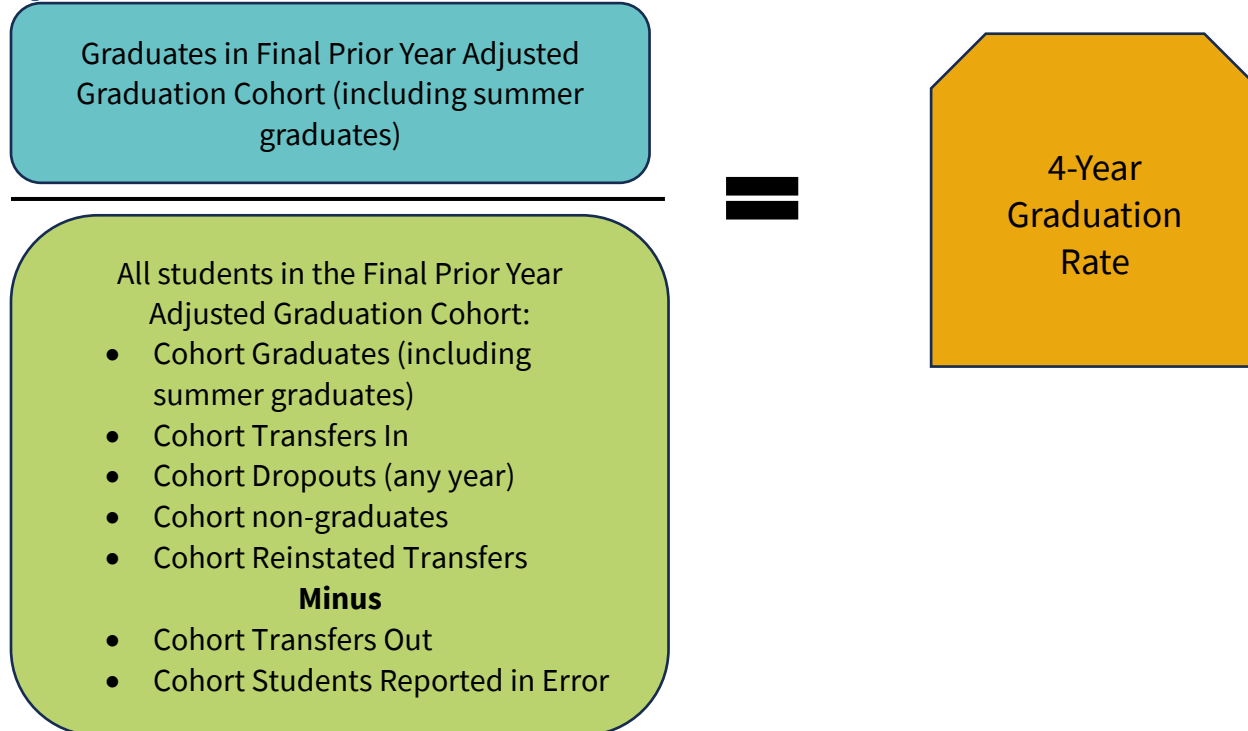 Graduates in Final Prior Year Adjusted
Graduation Cohort (including summer
graduates)
=
4-Year
Graduation
Rate
All students in the Final Prior Year
Adjusted Graduation Cohort:
• Cohort Graduates (including
summer graduates)
• Cohort Transfers In
• Cohort Dropouts (any year)
• Cohort non-graduates
• Cohort Reinstated Transfers
Minus
• Cohort Transfers Out
• Cohort Students Reported in Error